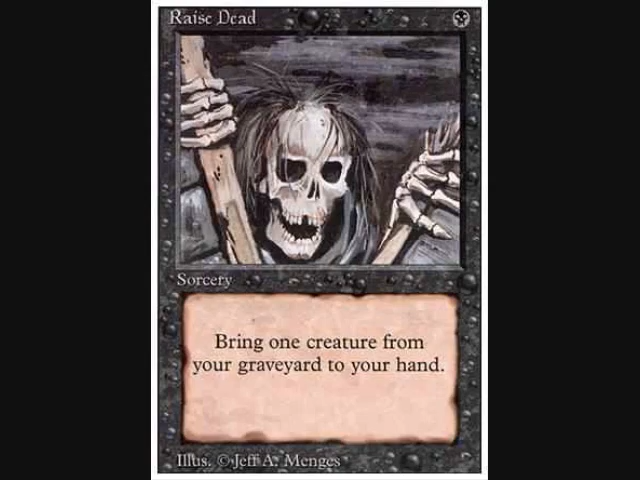 Raise Dead
Sorcery
Bring one creature from
your graveyard to your hand.
Illus. © Jeff A. Menges